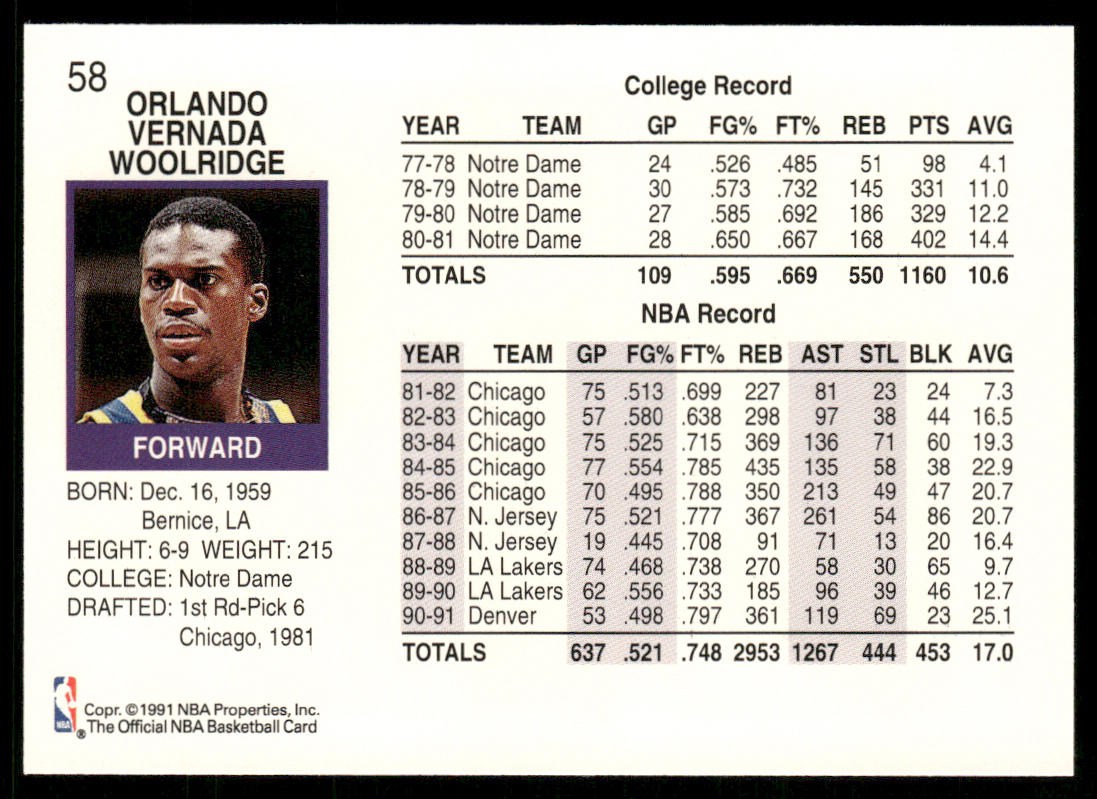 58
ORLANDO
VERNADA
WOOLRIDGE
FORWARD
BORN: Dec. 16, 1959
Bernice, LA
HEIGHT: 6-9 WEIGHT: 215
COLLEGE: Notre Dame
DRAFTED: 1st Rd-Pick 6
Chicago, 1981
NBA
Copr. ©1991 NBA Properties, Inc.
® The Official NBA Basketball Card
College Record
YEAR TEAM GP FG% FT% REB PTS AVG
77-78 Notre Dame 24 .526 .485 51 98 4.1
78-79 Notre Dame 30 .573 .732 145 331 11.0
79-80 Notre Dame 27 .585 .692 186 329 12.2
80-81 Notre Dame 28 .650 .667 168 402 14.4
TOTALS 109 .595 .669 550 1160 10.6
NBA Record
YEAR TEAM GP FG% FT% REB AST STL BLK AVG
81-82 Chicago 75 .513 .699 227 81 23 24 7.3
82-83 Chicago 57 .580 .638 298 97 38 44 16.5
83-84 Chicago 75 .525 .715 369 136 71 60 19.3
84-85 Chicago 77 .554 .785 435 135 58 38 22.9
85-86 Chicago 70 .495 .788 350 213 49 47 20.7
86-87 N. Jersey 75 .521 .777 367 261 54 86 20.7
87-88 N. Jersey 19 .445 .708 91 71 13 20 16.4
88-89 LA Lakers 74 .468 .738 270 58 30 65 9.7
89-90 LA Lakers 62 .556 .733 185 96 39 46 12.7
90-91 Denver 53 .498 .797 361 119 69 23 25.1
TOTALS 637 .521 .748 2953 1267 444 453 17.0